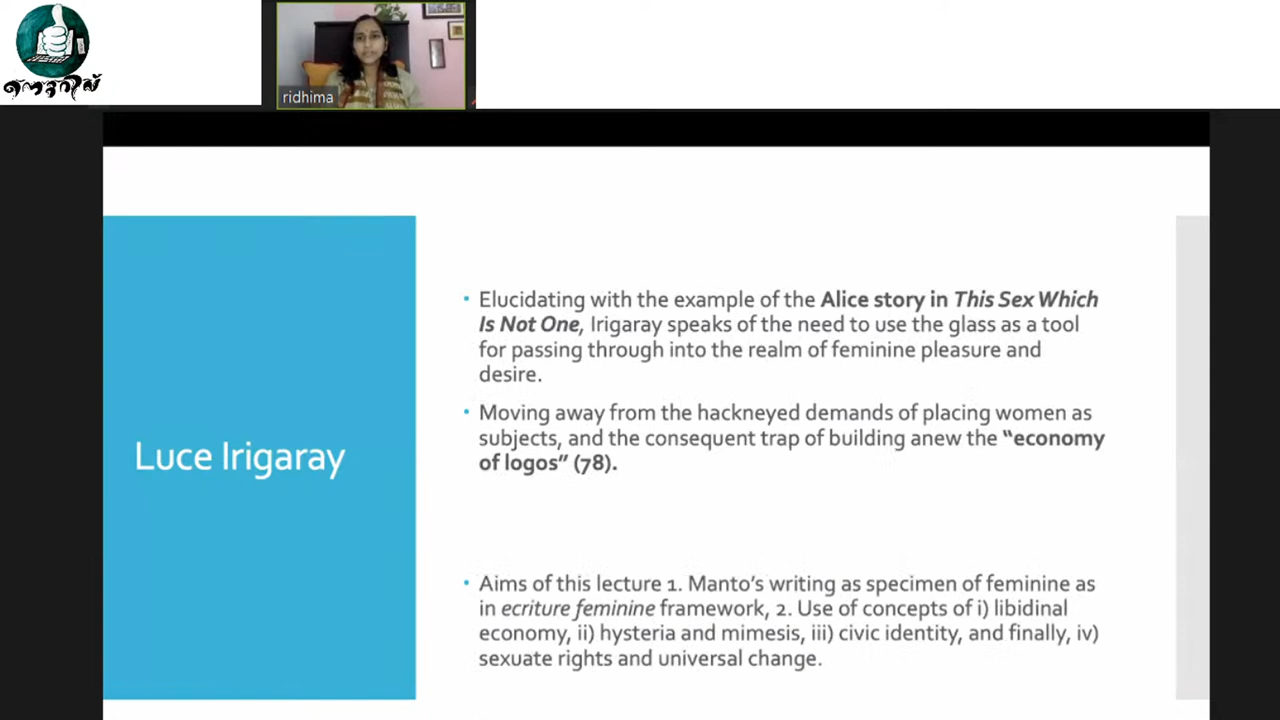 ridhima
Luce Irigaray
• Elucidating with the example of the Alice story in This Sex Which
Is Not One, Irigaray speaks of the need to use the glass as a tool
for passing through into the realm of feminine pleasure and
desire.
• Moving away from the hackneyed demands of placing women as
subjects, and the consequent trap of building anew the “economy
of logos” (78).
• Aims of this lecture 1. Manto’s writing as specimen of feminine as
in ecriture feminine framework, 2. Use of concepts of i) libidinal
economy, ii) hysteria and mimesis, iii) civic identity, and finally, iv)
sexuate rights and universal change.